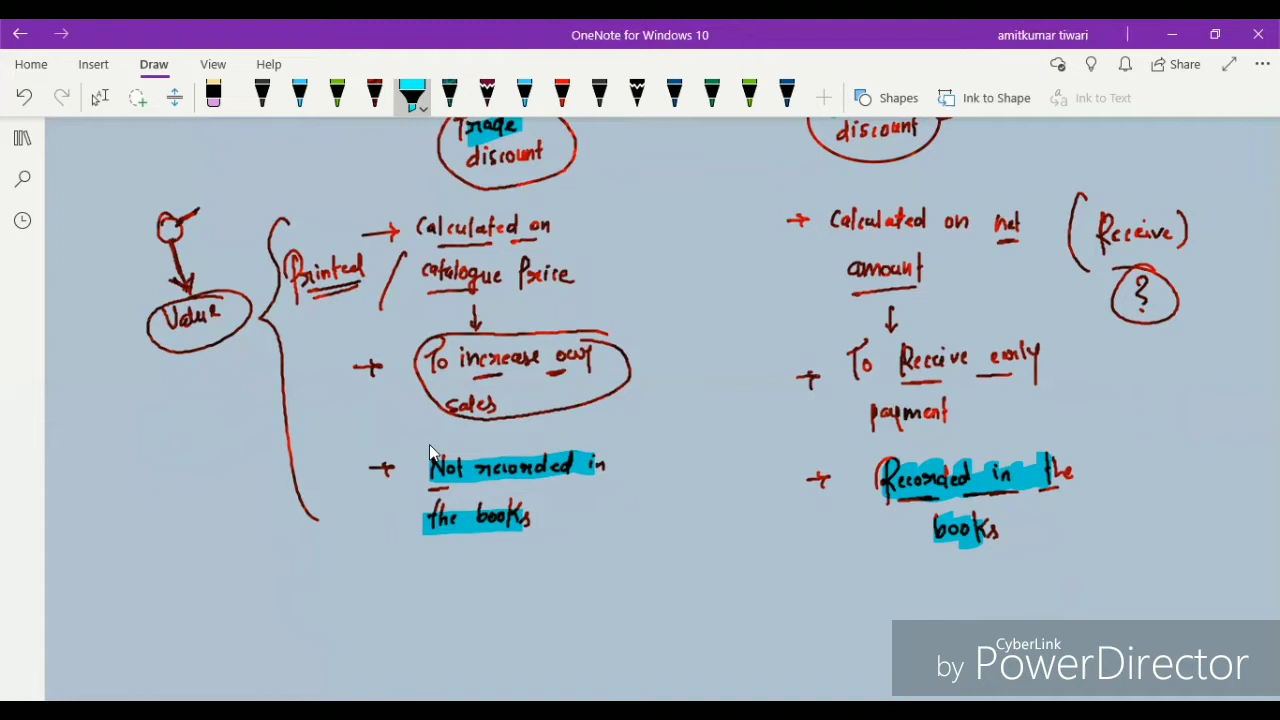 OneNote for Windows 10
amitkumar tiwari
Home
Insert
Draw
View
Help
Share
Shapes
Ink to Shape
Ink to Text
Trade
discount
discount
Calculated on
Printed / catalogue Price
Value
To increase our
sales
Not recorded in
the books
Calculated on net
amount
(Receive)
?
To Receive early
payment
Recorded in the
books
CyberLink
by PowerDirector